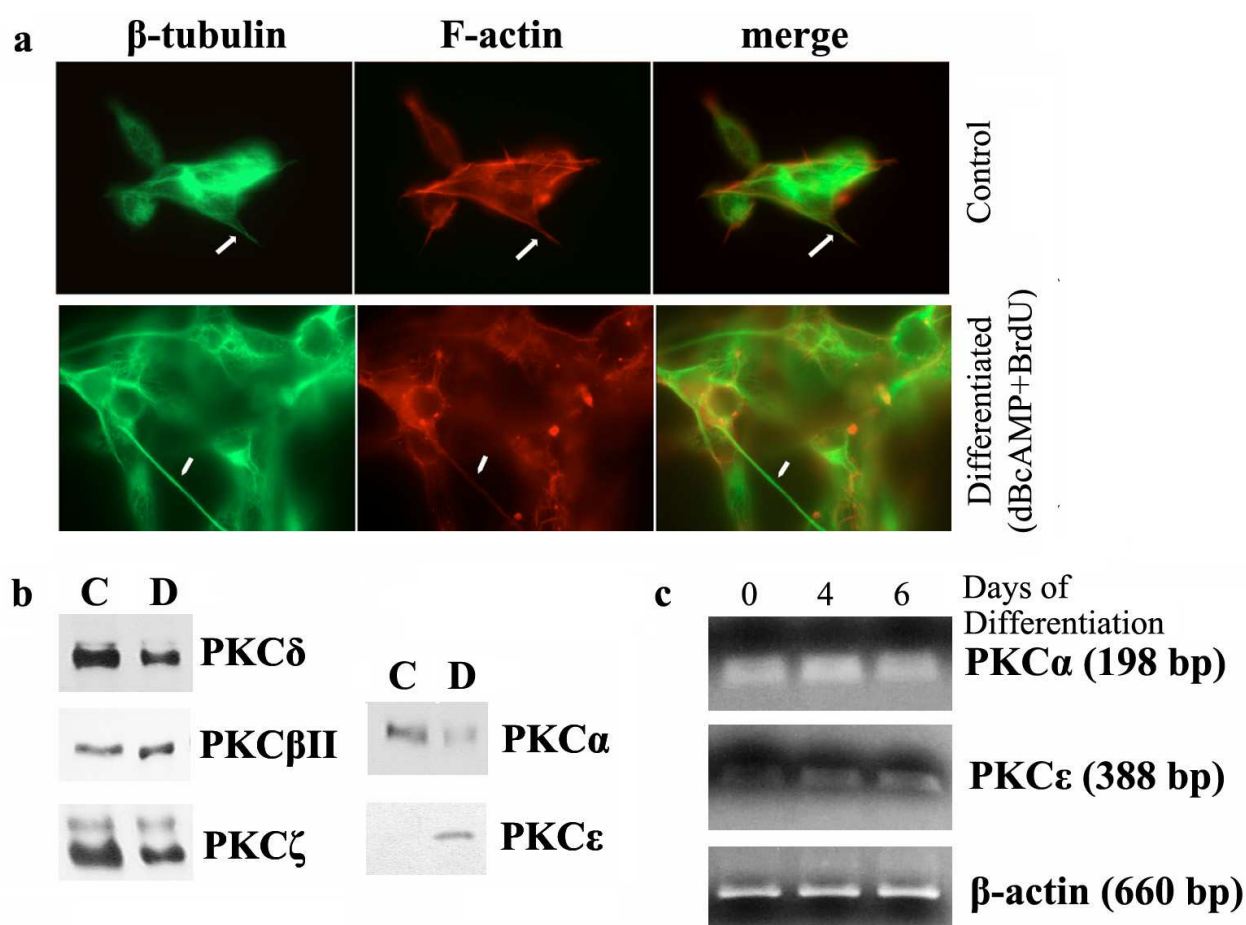 a
β-tubulin
F-actin
merge
Control
Differentiated
(dBcAMP+BrdU)
b
C D
PKCδ
PKCβII
PKCζ
C D
PKCα
PKCε
c
0 4 6
Days of
Differentiation
PKCα (198 bp)
PKCε (388 bp)
β-actin (660 bp)